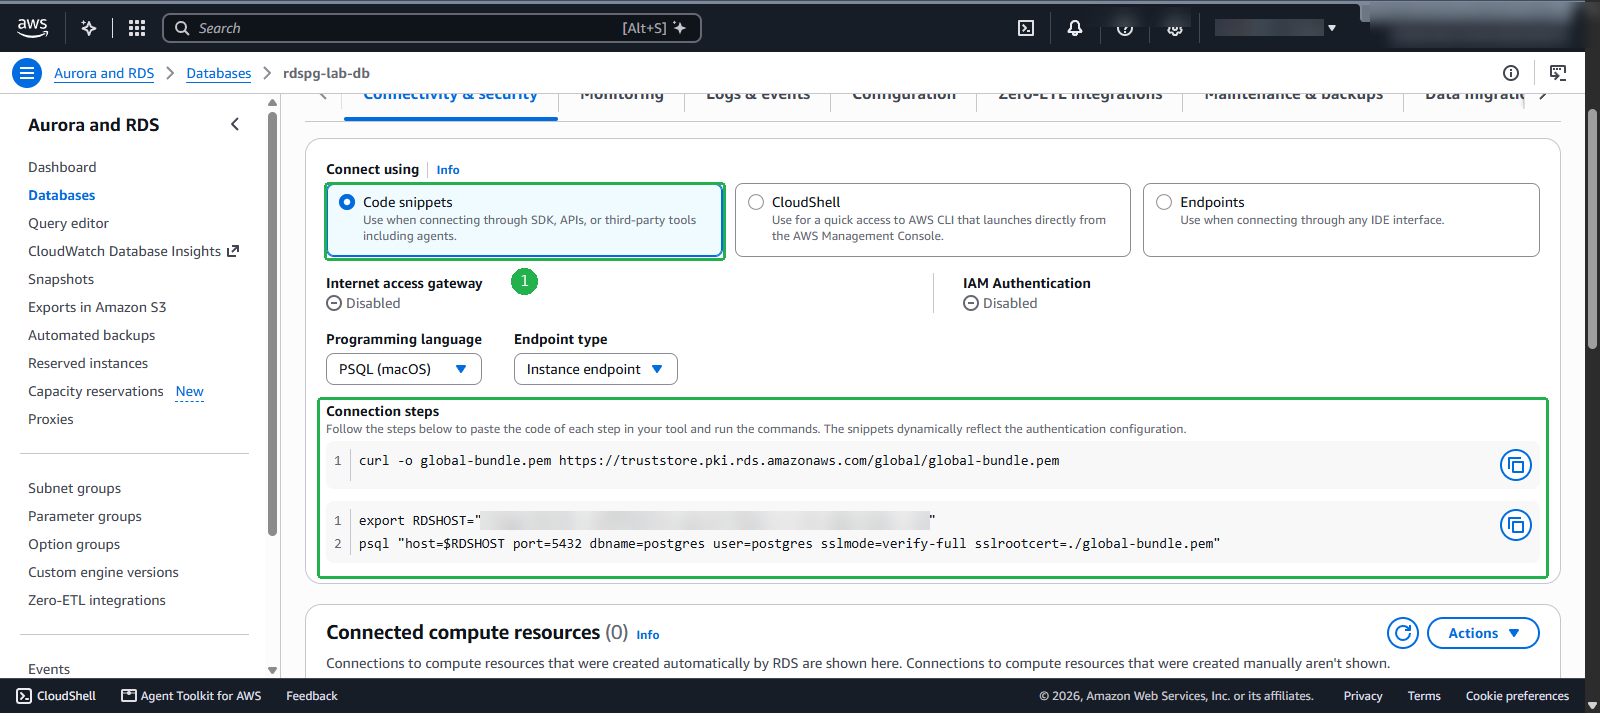 aws
Search
[Alt+S]
Aurora and RDS
Databases
rdspg-lab-db
Connectivity & security
Monitoring
Logs & events
Configuration
Zero-ETL integrations
Maintenance & backups
Data migrati
Aurora and RDS
Dashboard
Databases
Query editor
CloudWatch Database Insights
Snapshots
Exports in Amazon S3
Automated backups
Reserved instances
Capacity reservations New
Proxies
Subnet groups
Parameter groups
Option groups
Custom engine versions
Zero-ETL integrations
Events
Connect using
Info
Code snippets
Use when connecting through SDK, APIs, or third-party tools
including agents.
CloudShell
Use for a quick access to AWS CLI that launches directly from
the AWS Management Console.
Endpoints
Use when connecting through any IDE interface.
Internet access gateway
Disabled
1
IAM Authentication
Disabled
Programming language
PSQL (macOS)
Endpoint type
Instance endpoint
Connection steps
Follow the steps below to paste the code of each step in your tool and run the commands. The snippets dynamically reflect the authentication configuration.
1 curl -o global-bundle.pem https://truststore.pki.rds.amazonaws.com/global/global-bundle.pem
1 export RDSHOST=" "
2 psql "host=$RDSHOST port=5432 dbname=postgres user=postgres sslmode=verify-full sslrootcert=./global-bundle.pem"
Connected compute resources (0) Info
Actions
Connections to compute resources that were created automatically by RDS are shown here. Connections to compute resources that were created manually aren't shown.
CloudShell
Agent Toolkit for AWS
Feedback
© 2026, Amazon Web Services, Inc. or its affiliates.
Privacy
Terms
Cookie preferences